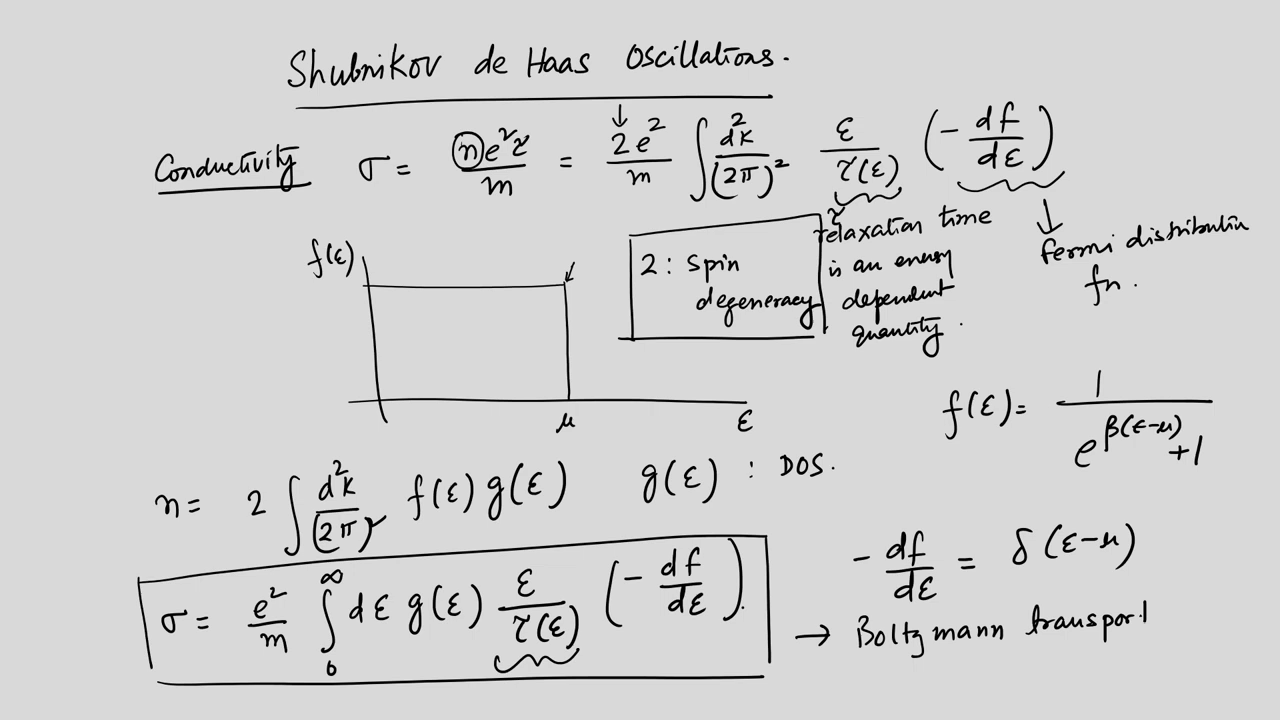 Shubnikov de Haas Oscillations.
Conductivity σ = ne²τ/m = 2e²/m ∫ d²k/(2π)² ε/τ(ε) (- df/dε)
f(ε)
μ
ε
2 : spin
degeneracy
relaxation time
is an energy
dependent
quantity.
fermi distribution
fn.
f(ε) = 1/(e^{β(ε-μ)} + 1)
n = 2 ∫ d²k/(2π)² f(ε) g(ε) g(ε) : DOS.
- df/dε = δ(ε-μ)
σ = e²/m ∫₀^∞ dε g(ε) ε/τ(ε) (- df/dε).
→ Boltzmann transport